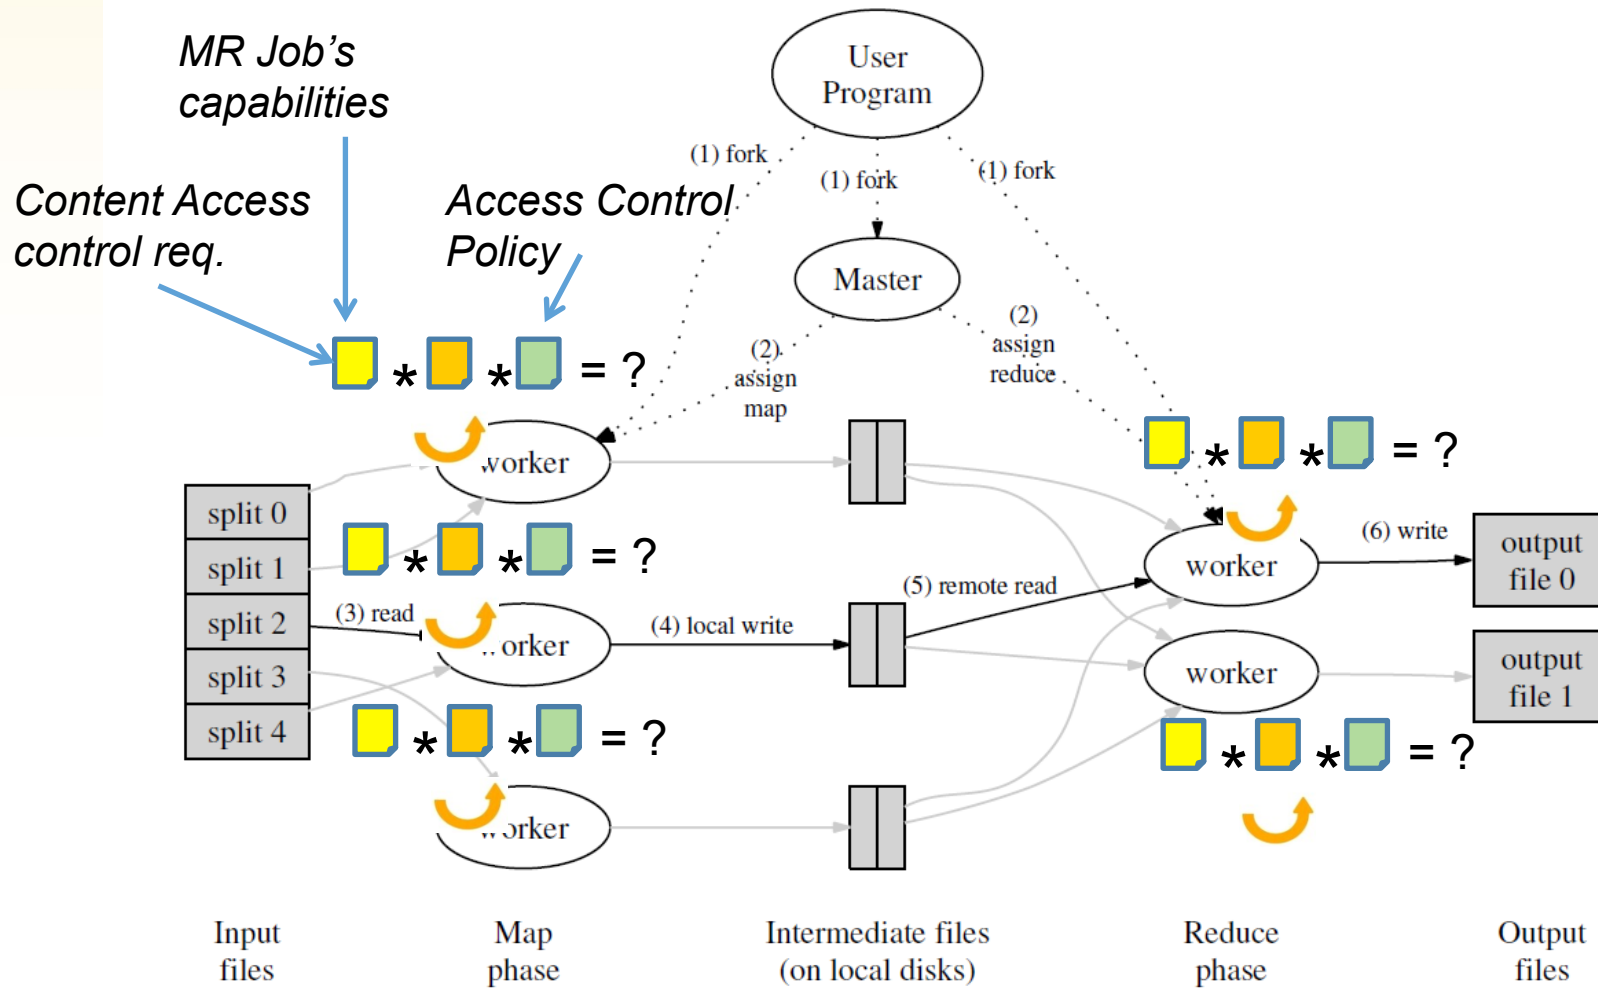 MR Job's
capabilities
Content Access
control req.
Access Control
Policy
User
Program
(1) fork
(1) fork
(1) fork
Master
(2)
assign
map
(2)
assign
reduce
* * = ?
worker
* * = ?
worker
split 0
split 1
split 2
split 3
split 4
* * = ?
(3) read
orker
(4) local write
(5) remote read
worker
(6) write
output
file 0
output
file 1
* * = ?
orker
* * = ?
Input
files
Map
phase
Intermediate files
(on local disks)
Reduce
phase
Output
files